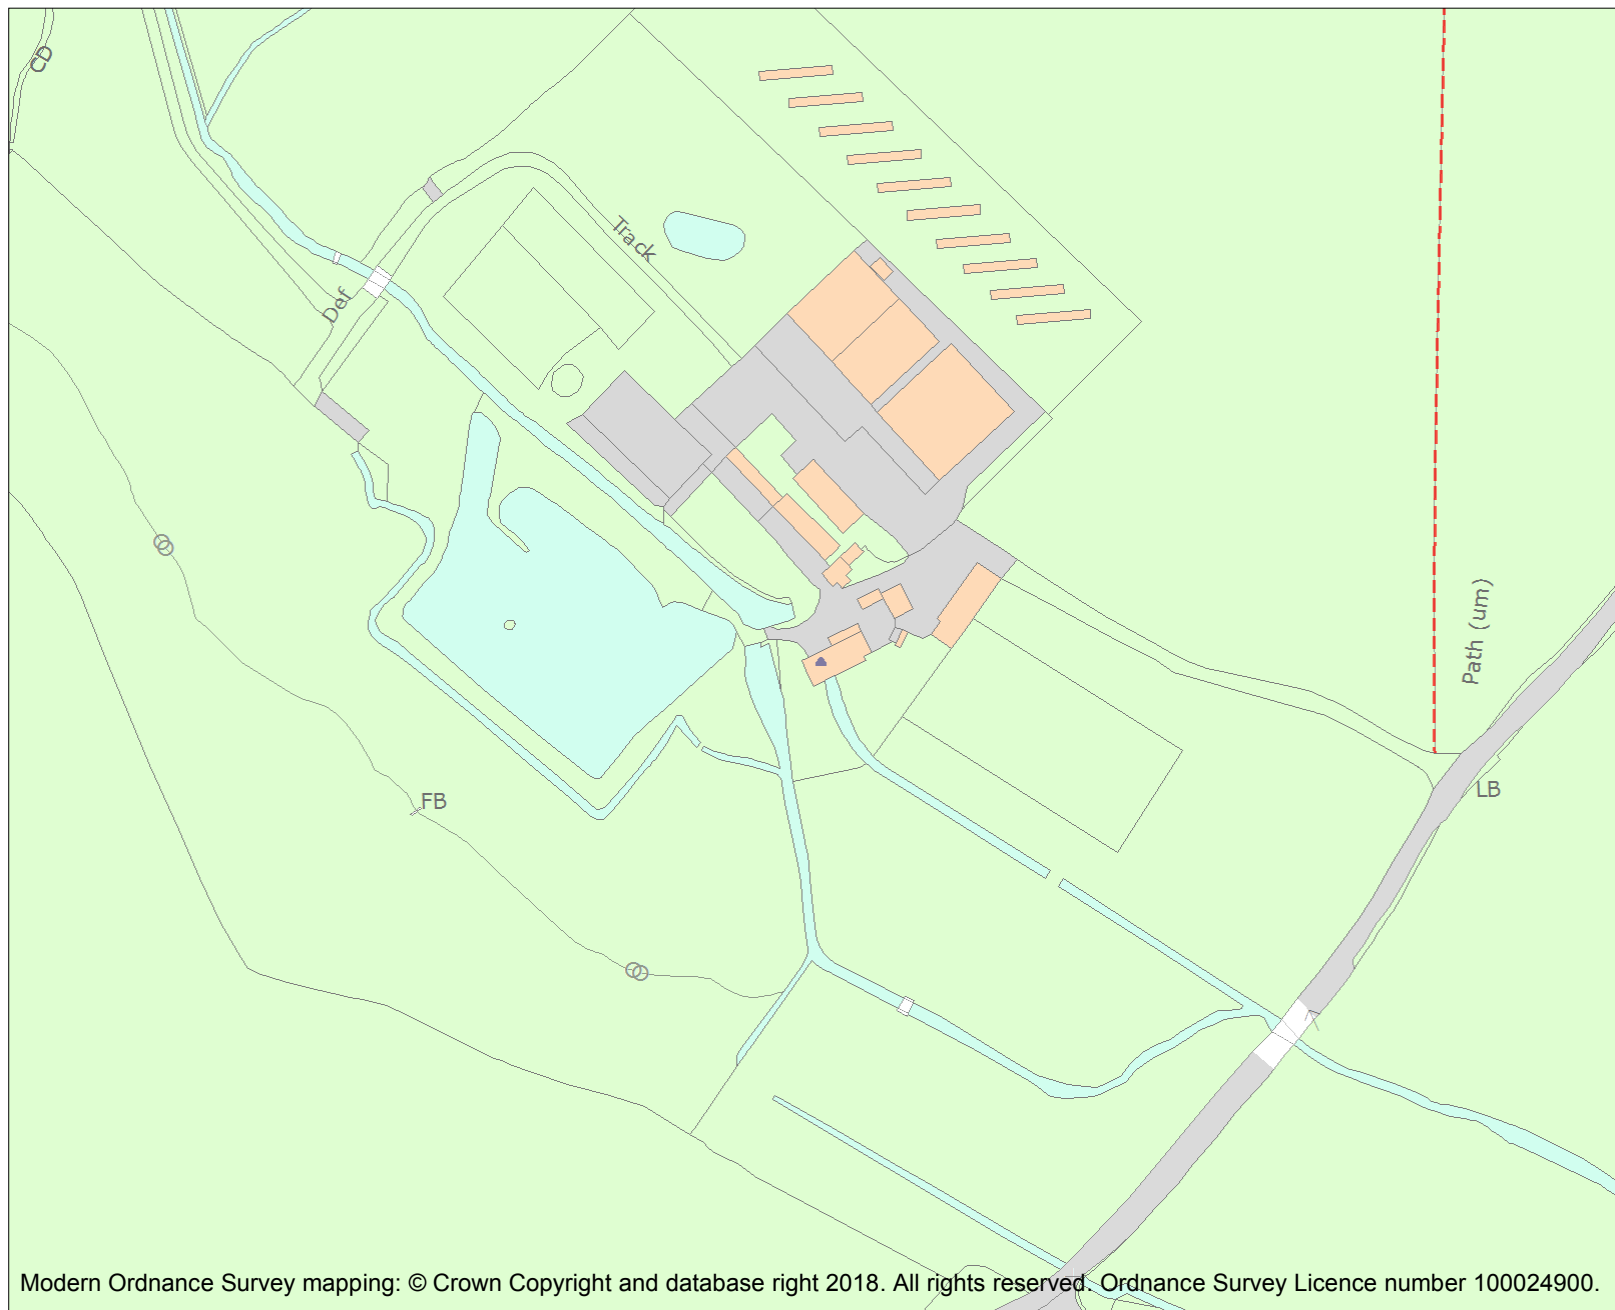 CD
Track
Def
Path (um)
LB
FB
Modern Ordnance Survey mapping: © Crown Copyright and database right 2018. All rights reserved. Ordnance Survey Licence number 100024900.